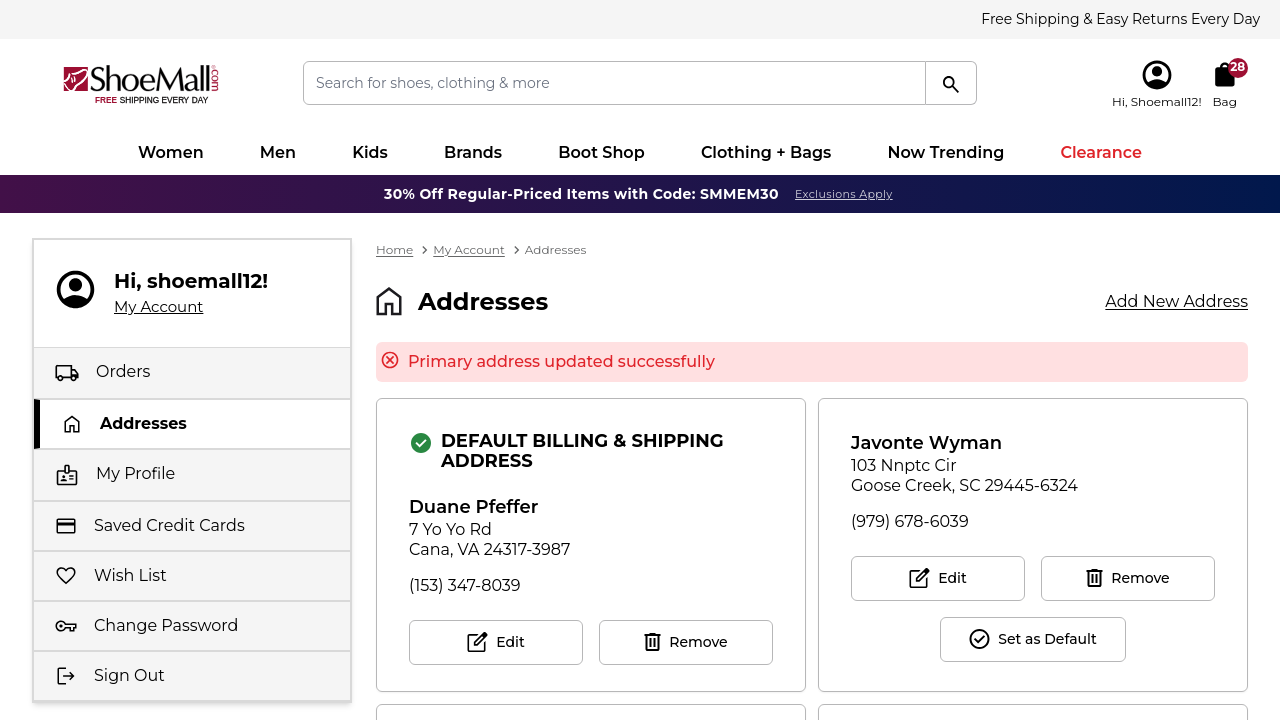 Free Shipping & Easy Returns Every Day
ShoeMall.com
FREE SHIPPING EVERY DAY
Search for shoes, clothing & more
28
Hi, Shoemall12!
Bag
Women
Men
Kids
Brands
Boot Shop
Clothing + Bags
Now Trending
Clearance
30% Off Regular-Priced Items with Code: SMMEM30
Exclusions Apply
Hi, shoemall12!
My Account
Orders
Addresses
My Profile
Saved Credit Cards
Wish List
Change Password
Sign Out
Home
My Account
Addresses
Addresses
Add New Address
Primary address updated successfully
DEFAULT BILLING & SHIPPING
ADDRESS
Duane Pfeffer
7 Yo Yo Rd
Cana, VA 24317-3987
(153) 347-8039
Edit
Remove
Javonte Wyman
103 Nnptc Cir
Goose Creek, SC 29445-6324
(979) 678-6039
Edit
Remove
Set as Default